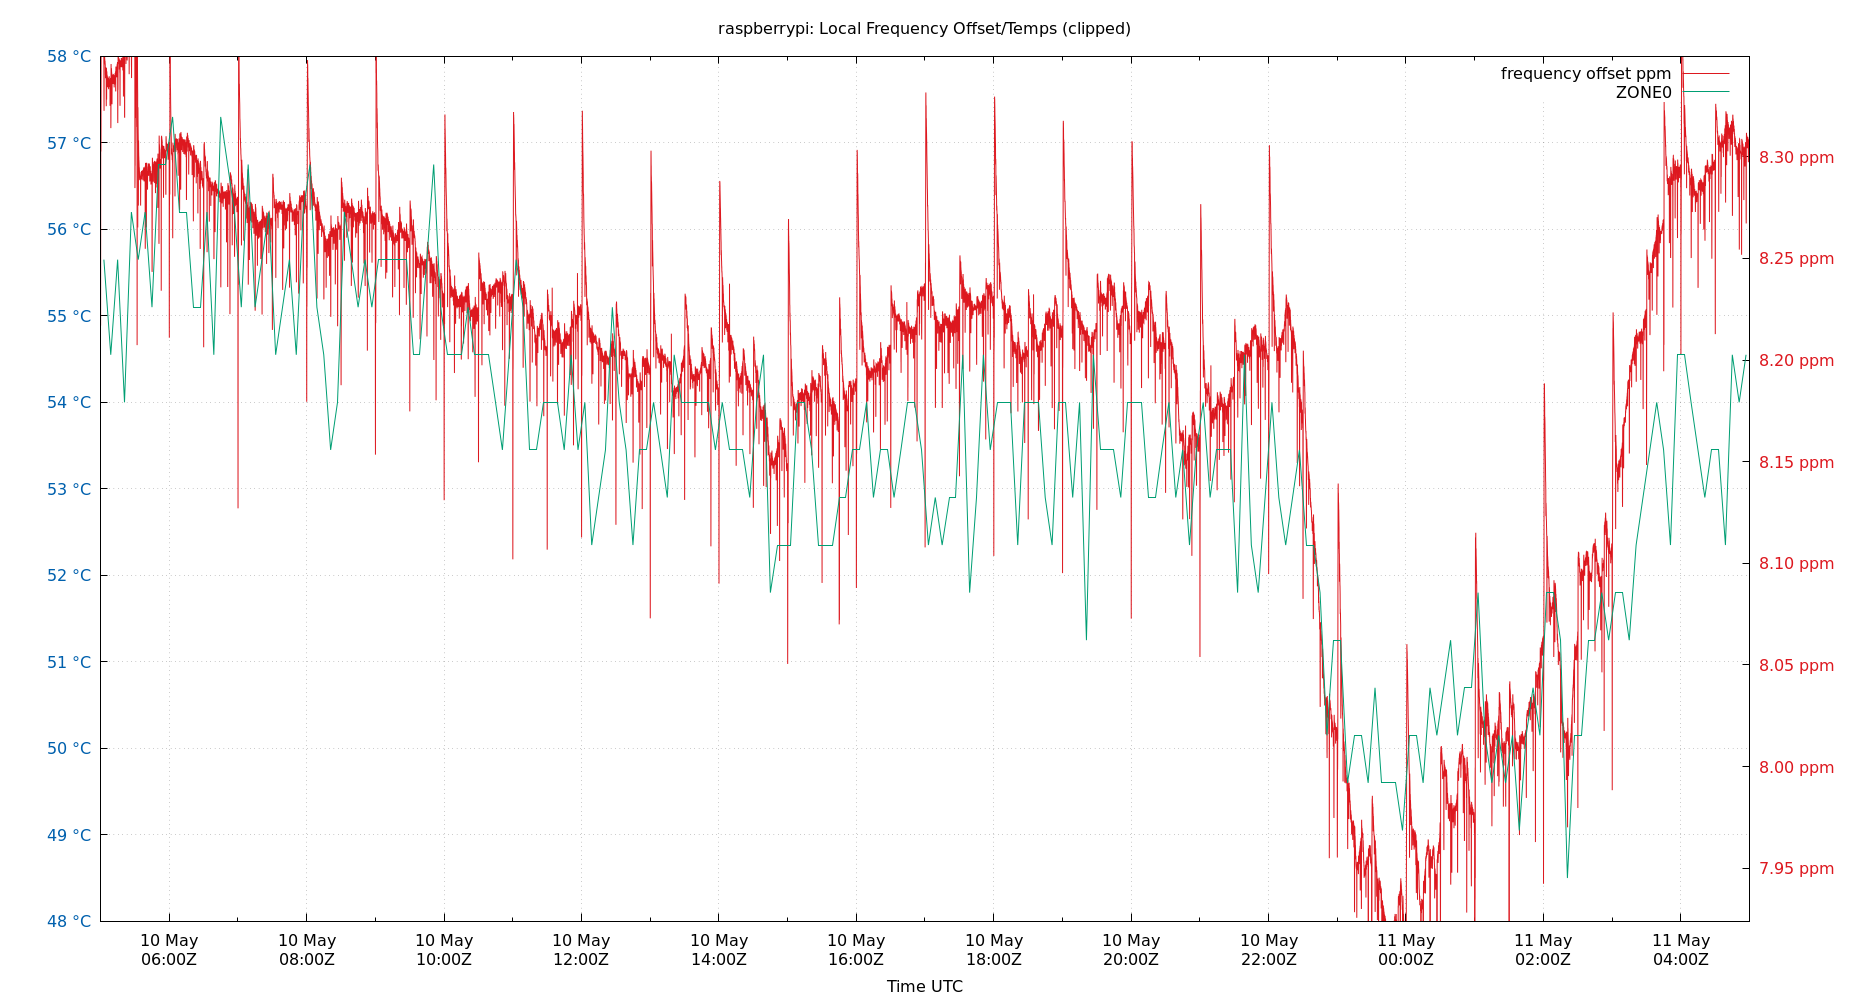 raspberrypi: Local Frequency Offset/Temps (clipped)
58 °C
57 °C
56 °C
55 °C
54 °C
53 °C
52 °C
51 °C
50 °C
49 °C
48 °C
frequency offset ppm
ZONE0
8.30 ppm
8.25 ppm
8.20 ppm
8.15 ppm
8.10 ppm
8.05 ppm
8.00 ppm
7.95 ppm
10 May
06:00Z
10 May
08:00Z
10 May
10:00Z
10 May
12:00Z
10 May
14:00Z
10 May
16:00Z
10 May
18:00Z
10 May
20:00Z
10 May
22:00Z
11 May
00:00Z
11 May
02:00Z
11 May
04:00Z
Time UTC